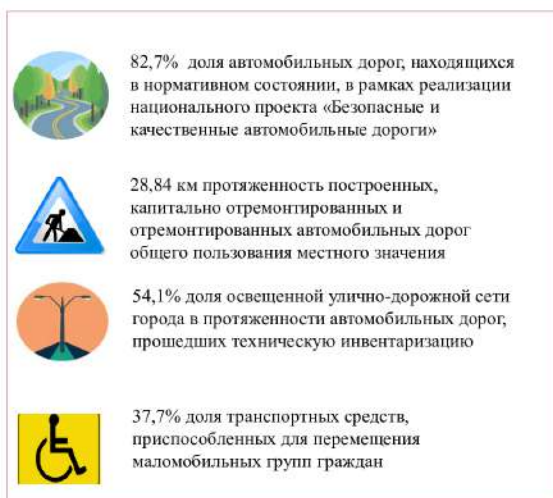 82,7% доля автомобильных дорог, находящихся
в нормативном состоянии, в рамках реализации
национального проекта «Безопасные и
качественные автомобильные дороги»
28,84 км протяженность построенных,
капитально отремонтированных и
отремонтированных автомобильных дорог
общего пользования местного значения
54,1% доля освещенной улично-дорожной сети
города в протяженности автомобильных дорог,
прошедших техническую инвентаризацию
37,7% доля транспортных средств,
приспособленных для перемещения
маломобильных групп граждан